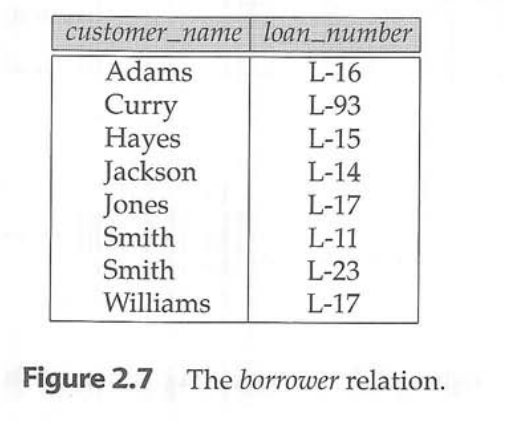 customer_name loan_number
Adams L-16
Curry L-93
Hayes L-15
Jackson L-14
Jones L-17
Smith L-11
Smith L-23
Williams L-17
Figure 2.7 The borrower relation.